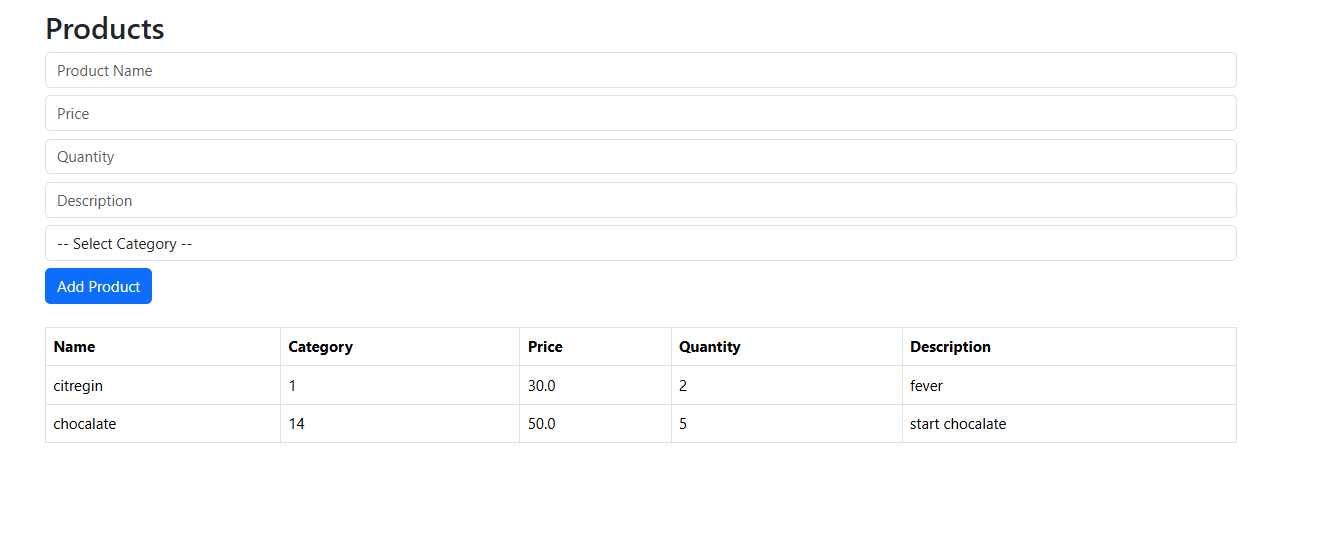 Products
Product Name
Price
Quantity
Description
-- Select Category --
Add Product
Name Category Price Quantity Description
citregin 1 30.0 2 fever
chocalate 14 50.0 5 start chocalate